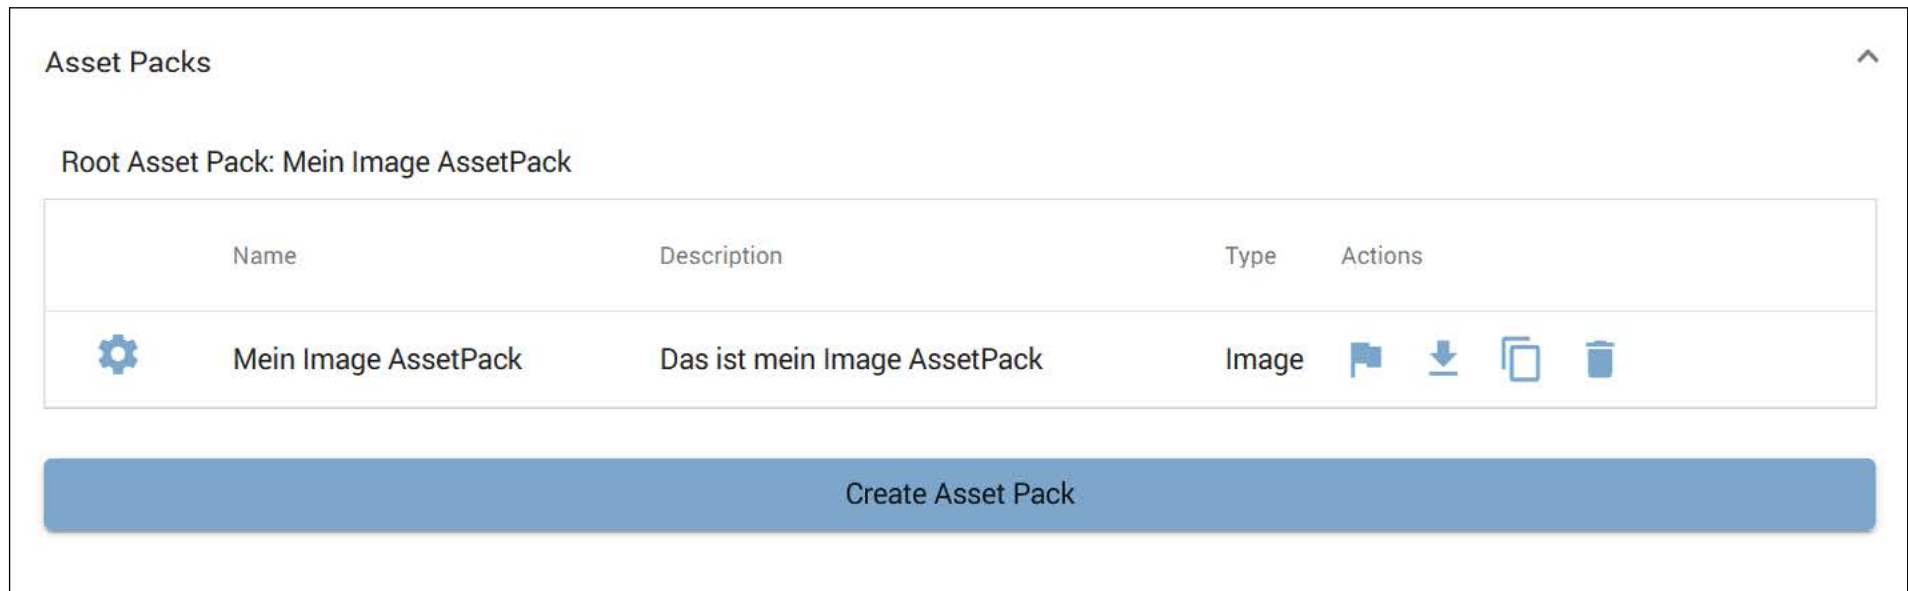 Asset Packs
Root Asset Pack: Mein Image AssetPack
Name Description Type Actions
Mein Image AssetPack Das ist mein Image AssetPack Image
Create Asset Pack